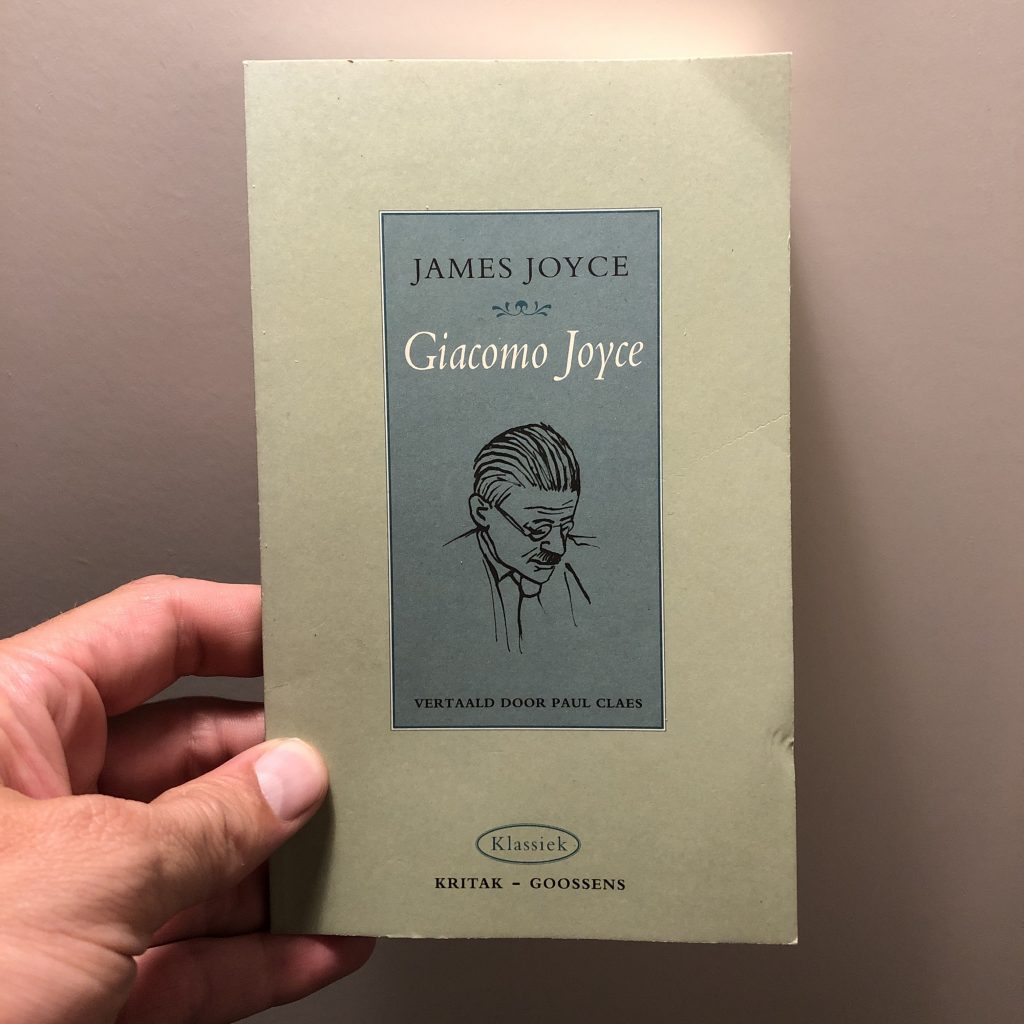 JAMES JOYCE
Giacomo Joyce
VERTAALD DOOR PAUL CLAES
Klassiek
KRITAK - GOOSSENS